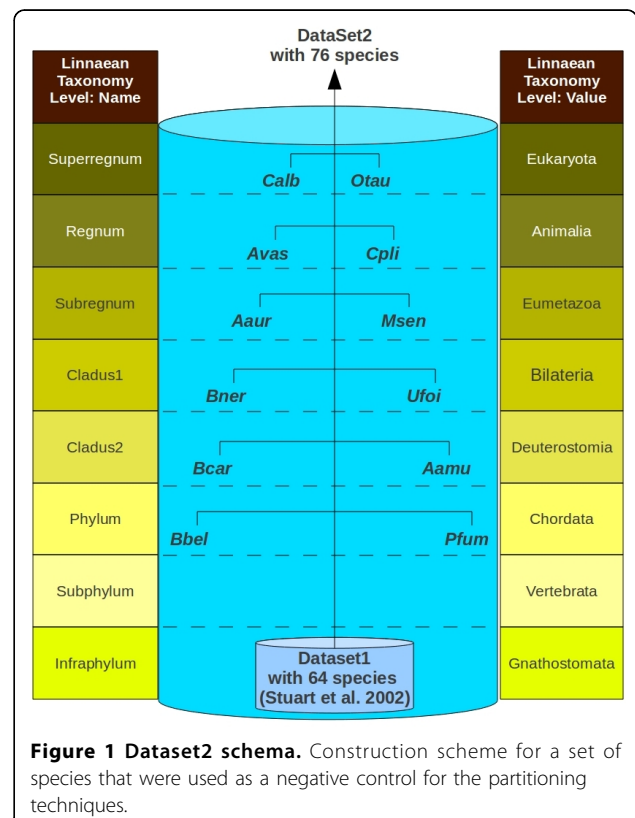 DataSet2
with 76 species
Linnaean
Taxonomy
Level: Name
Linnaean
Taxonomy
Level: Value
Superregnum
Calb
Otau
Eukaryota
Regnum
Avas
Cpli
Animalia
Subregnum
Aaur
Msen
Eumetazoa
Cladus1
Bner
Ufoi
Bilateria
Cladus2
Bcar
Aamu
Deuterostomia
Phylum
Bbel
Pfum
Chordata
Subphylum
Vertebrata
Infraphylum
Dataset1
with 64 species
(Stuart et al. 2002)
Gnathostomata
Figure 1 Dataset2 schema. Construction scheme for a set of
species that were used as a negative control for the partitioning
techniques.